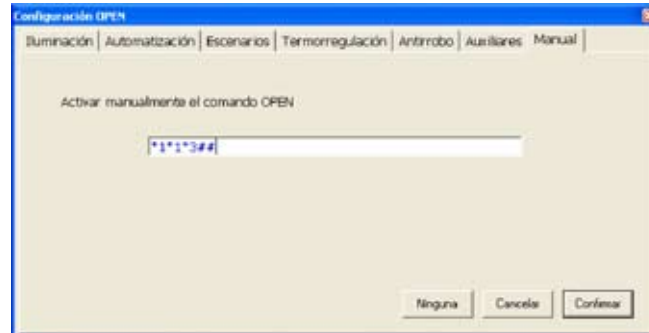 Configuración OPEN
Iluminación Automatización Escenarios Termorregulación Antirrobo Auxiliares Manual
Activar manualmente el comando OPEN
*1*1*3##
Ninguna Cancelar Confirmar